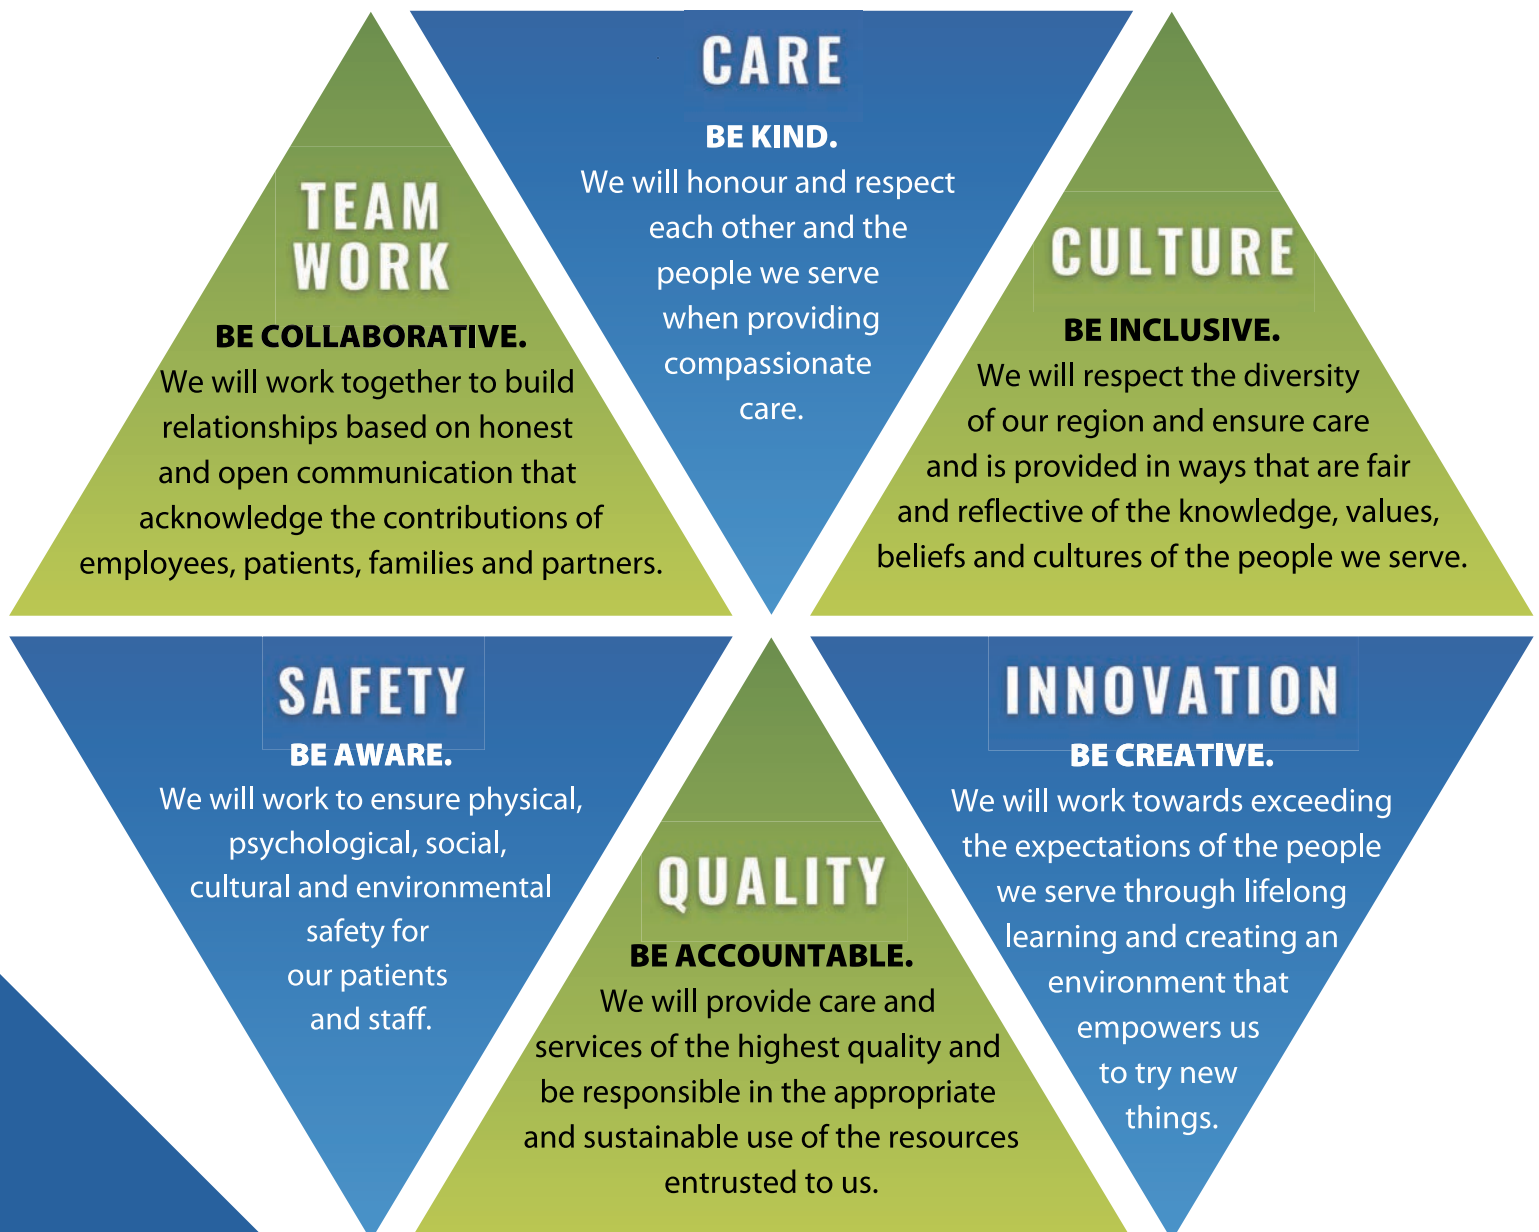 TEAM
WORK
BE COLLABORATIVE.
We will work together to build
relationships based on honest
and open communication that
acknowledge the contributions of
employees, patients, families and partners.
CARE
BE KIND.
We will honour and respect
each other and the
people we serve
when providing
compassionate
care.
CULTURE
BE INCLUSIVE.
We will respect the diversity
of our region and ensure care
and is provided in ways that are fair
and reflective of the knowledge, values,
beliefs and cultures of the people we serve.
SAFETY
BE AWARE.
We will work to ensure physical,
psychological, social,
cultural and environmental
safety for
our patients
and staff.
QUALITY
BE ACCOUNTABLE.
We will provide care and
services of the highest quality and
be responsible in the appropriate
and sustainable use of the resources
entrusted to us.
INNOVATION
BE CREATIVE.
We will work towards exceeding
the expectations of the people
we serve through lifelong
learning and creating an
environment that
empowers us
to try new
things.